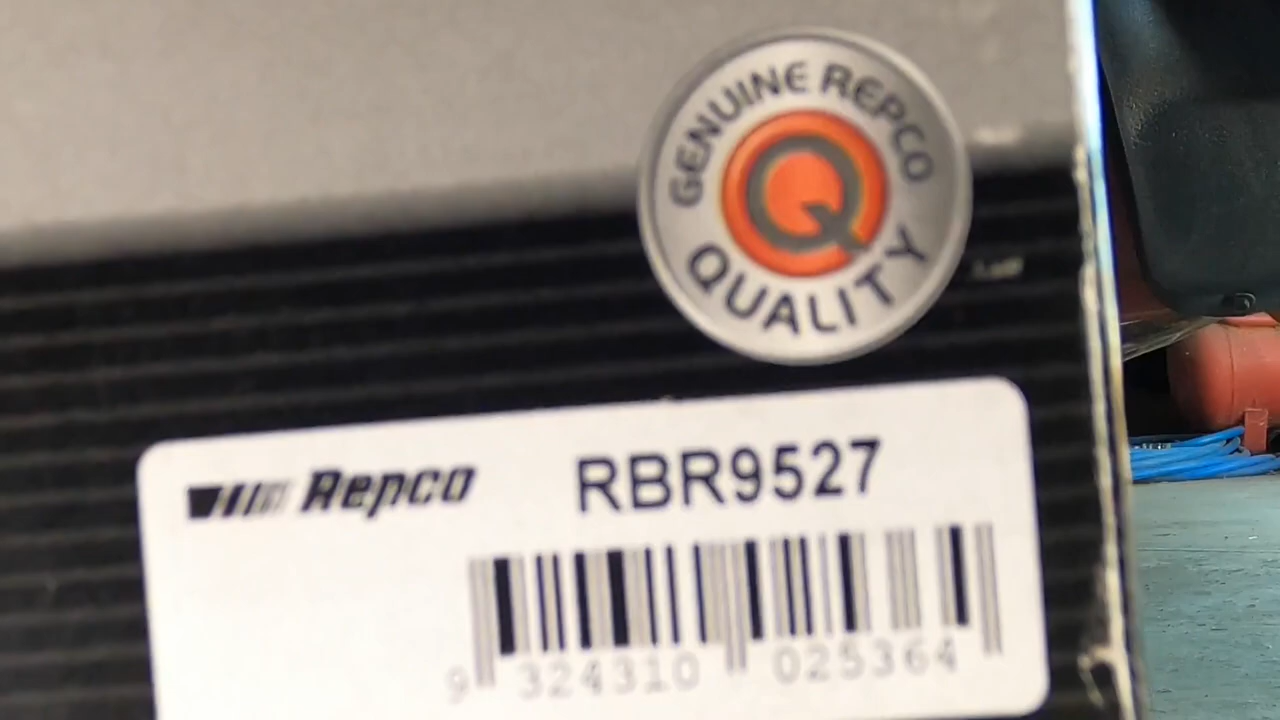 GENUINE REPCO
Q
QUALITY
Repco RBR9527
9 324310 025364